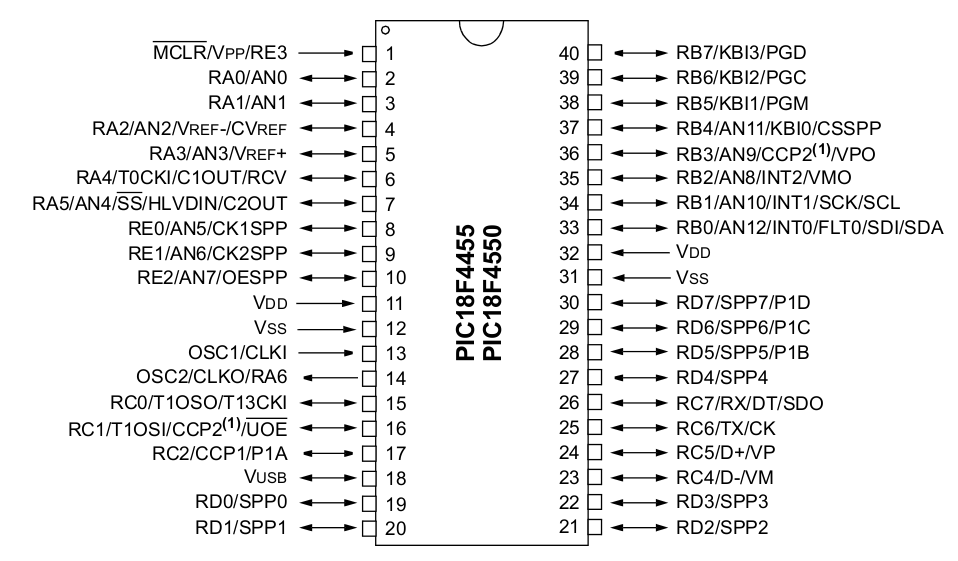 MCLR/VPP/RE3 1 40 RB7/KBI3/PGD
RA0/AN0 2 39 RB6/KBI2/PGC
RA1/AN1 3 38 RB5/KBI1/PGM
RA2/AN2/VREF-/CVREF 4 37 RB4/AN11/KBI0/CSSPP
RA3/AN3/VREF+ 5 36 RB3/AN9/CCP2(1)/VPO
RA4/T0CKI/C1OUT/RCV 6 35 RB2/AN8/INT2/VMO
RA5/AN4/SS/HLVDIN/C2OUT 7 34 RB1/AN10/INT1/SCK/SCL
RE0/AN5/CK1SPP 8 33 RB0/AN12/INT0/FLT0/SDI/SDA
RE1/AN6/CK2SPP 9 32 VDD
RE2/AN7/OESPP 10 31 VSS
VDD 11 30 RD7/SPP7/P1D
VSS 12 29 RD6/SPP6/P1C
OSC1/CLKI 13 28 RD5/SPP5/P1B
OSC2/CLKO/RA6 14 27 RD4/SPP4
RC0/T1OSO/T13CKI 15 26 RC7/RX/DT/SDO
RC1/T1OSI/CCP2(1)/UOE 16 25 RC6/TX/CK
RC2/CCP1/P1A 17 24 RC5/D+/VP
VUSB 18 23 RC4/D-/VM
RD0/SPP0 19 22 RD3/SPP3
RD1/SPP1 20 21 RD2/SPP2
PIC18F4455
PIC18F4550